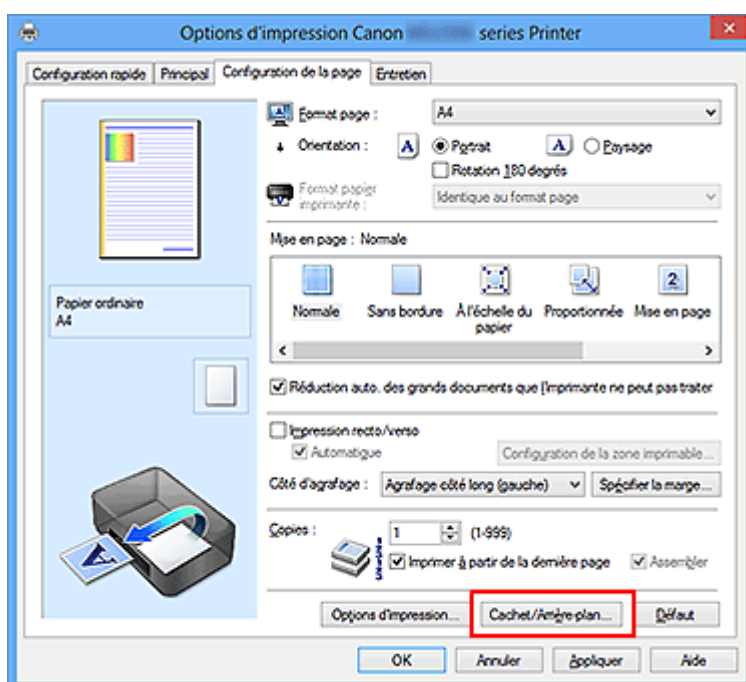 Options d'impression Canon series Printer
Configuration rapide Principal Configuration de la page Entretien
Format page : A4
Orientation : A Portrait A Paysage
Rotation 180 degrés
Format papier
imprimante : Identique au format page
Mise en page : Normale
Normale Sans bordure À l'échelle du papier Proportionnée Mise en page
Papier ordinaire
A4
Réduction auto. des grands documents que l'imprimante ne peut pas traiter
Impression recto/verso
Automatique Configuration de la zone imprimable...
Côté d'agrafage : Agrafage côté long (gauche) Spécifier la marge...
Copies : 1 (1-999)
Imprimer à partir de la dernière page Assembler
Options d'impression... Cachet/Arrière-plan... Défaut
OK Annuler Appliquer Aide